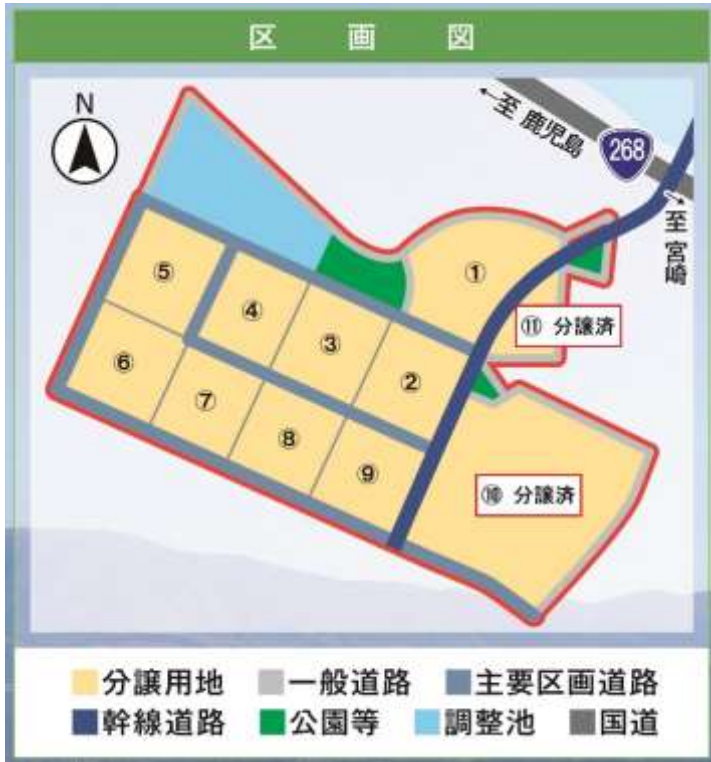 区画図
N
←至 鹿児島
268
→至 宮崎
①
⑪ 分譲済
⑤
④
③
②
⑥
⑦
⑧
⑨
⑩ 分譲済
分譲用地 一般道路 主要区画道路
幹線道路 公園等 調整池 国道